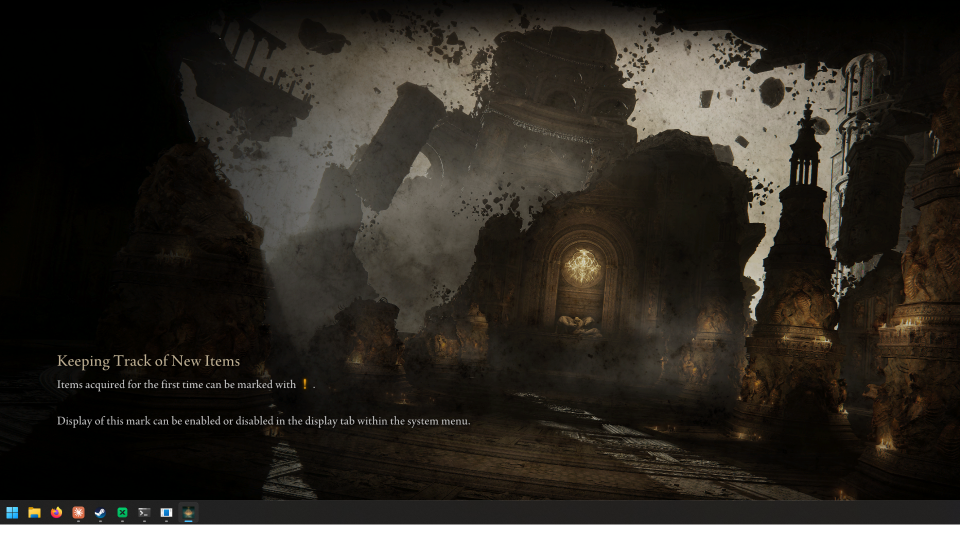 Keeping Track of New Items
Items acquired for the first time can be marked with ! .
Display of this mark can be enabled or disabled in the display tab within the system menu.